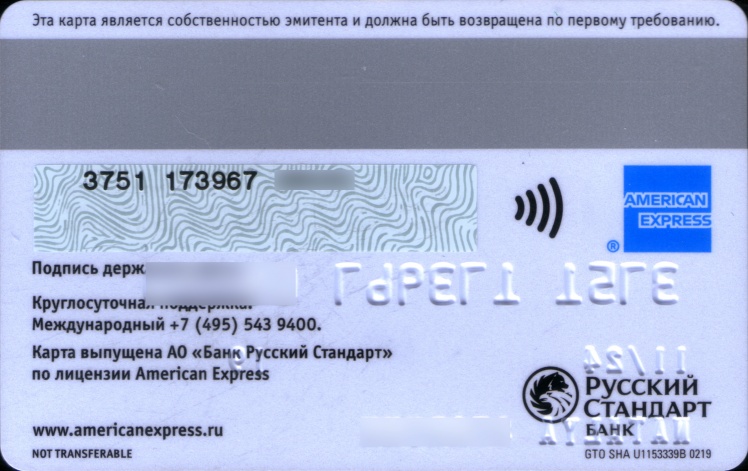 Эта карта является собственностью эмитента и должна быть возвращена по первому требованию.
3751 173967
AMERICAN
EXPRESS
®
Подпись
Круглосуточная
Международный +7 (495) 543 9400.
Карта выпущена АО «Банк Русский Стандарт»
по лицензии American Express
РУССКИЙ
СТАНДАРТ
БАНК
www.americanexpress.ru
NOT TRANSFERABLE
GTO SHA U1153339B 0219